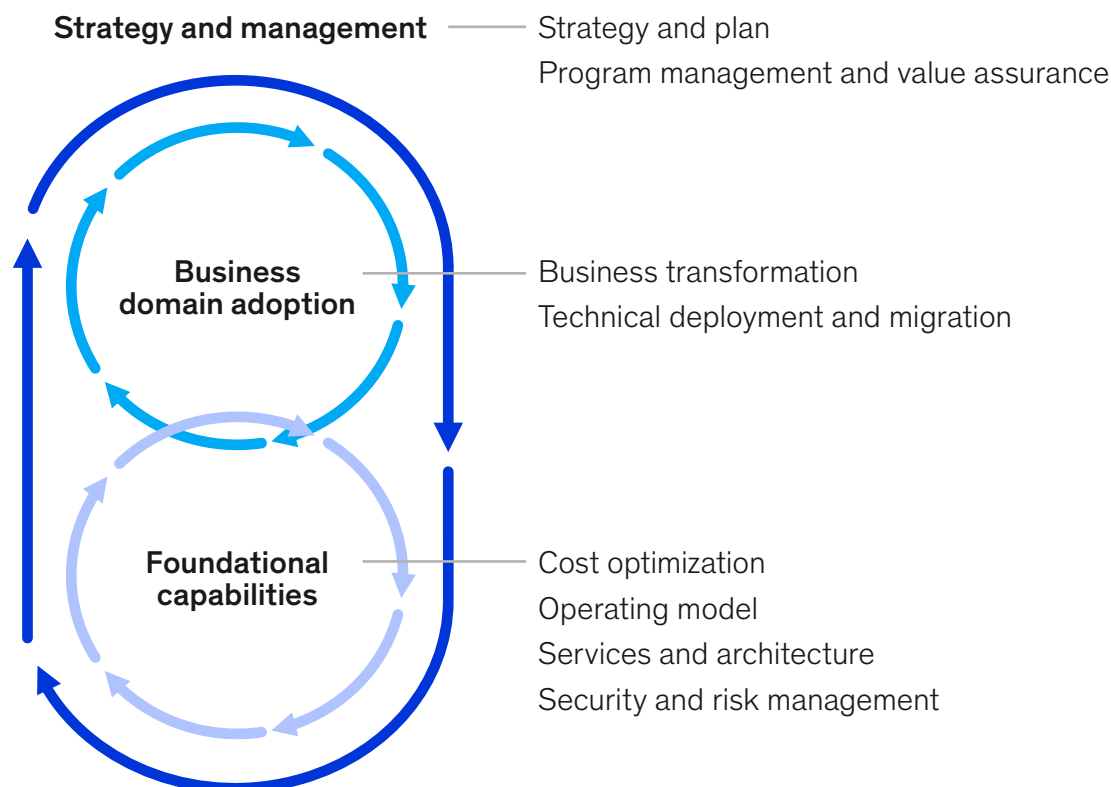 Strategy and management
Strategy and plan
Program management and value assurance
Business
domain adoption
Business transformation
Technical deployment and migration
Foundational
capabilities
Cost optimization
Operating model
Services and architecture
Security and risk management